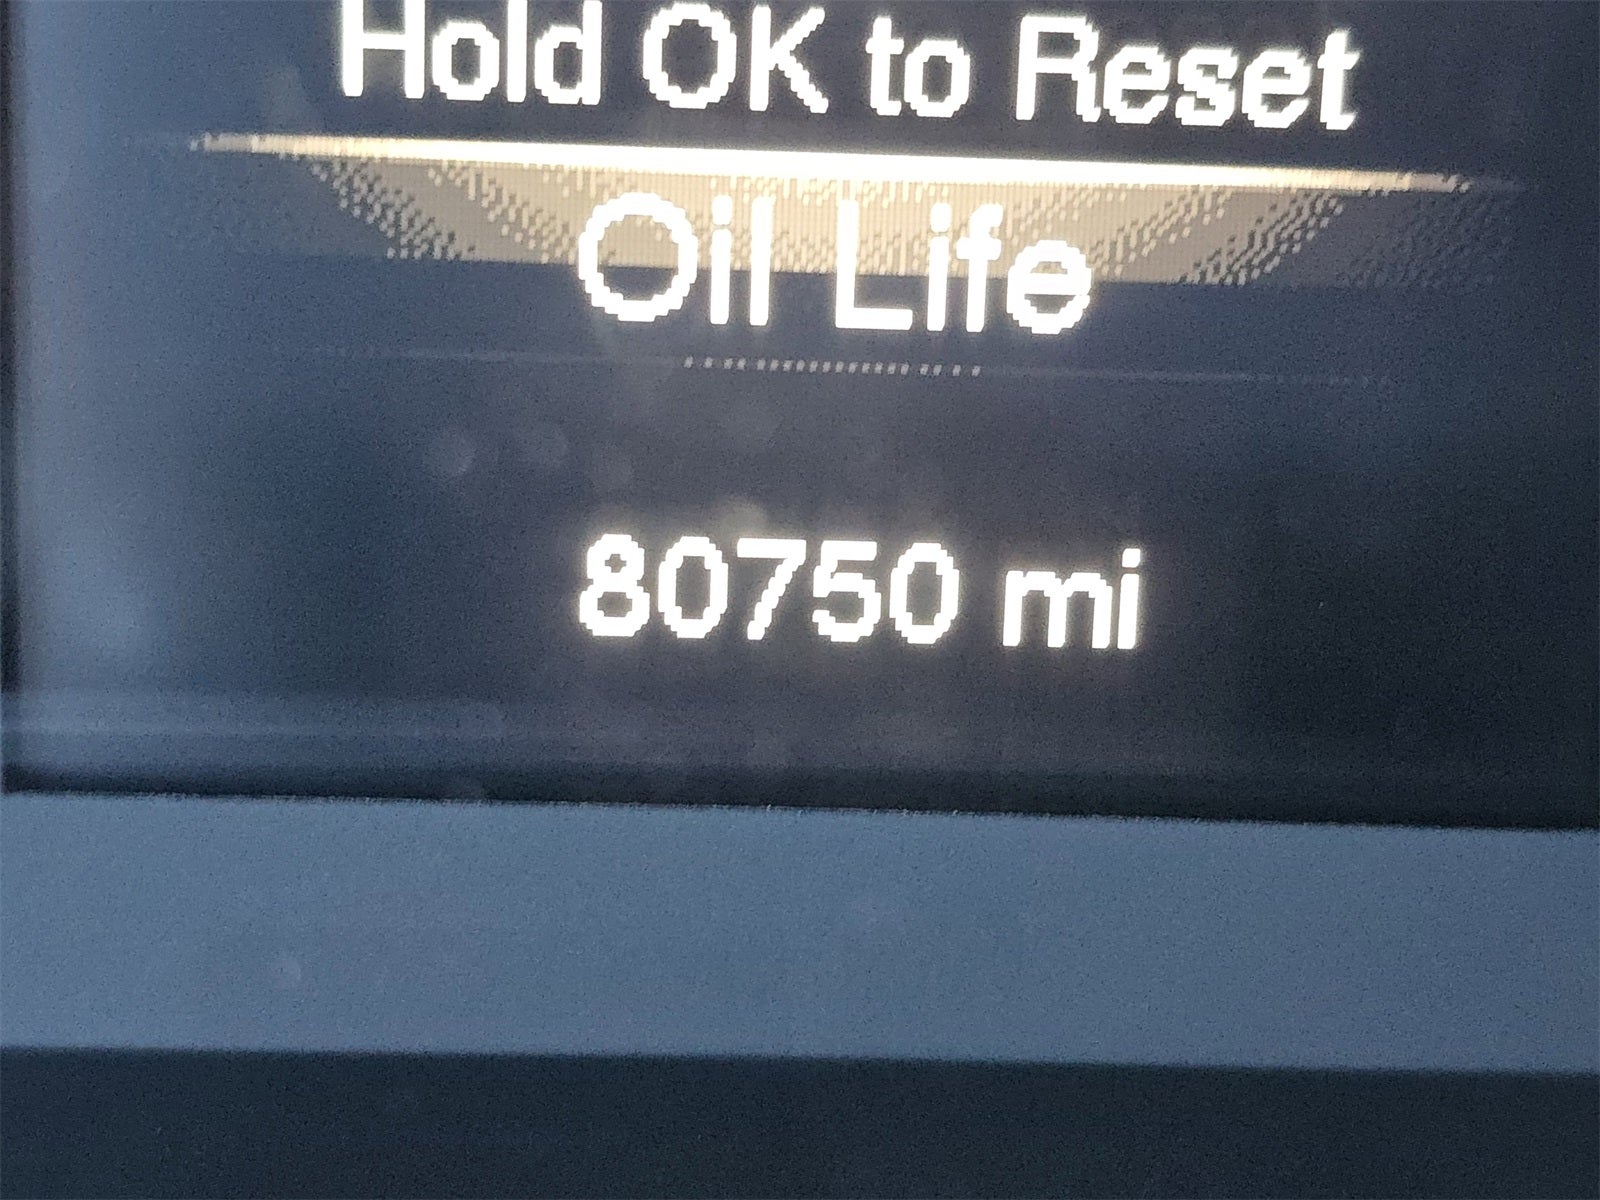 Hold OK to Reset
Oil Life
80750 mi